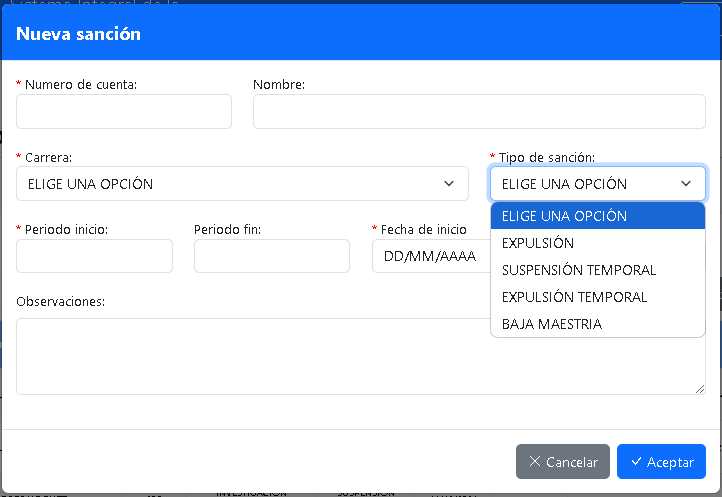 Nueva sanción
* Numero de cuenta:
Nombre:
* Carrera:
* Tipo de sanción:
ELIGE UNA OPCIÓN
ELIGE UNA OPCIÓN
ELIGE UNA OPCIÓN
EXPULSIÓN
SUSPENSIÓN TEMPORAL
EXPULSIÓN TEMPORAL
BAJA MAESTRIA
* Periodo inicio:
Periodo fin:
* Fecha de inicio
DD/MM/AAAA
Observaciones:
Cancelar
Aceptar